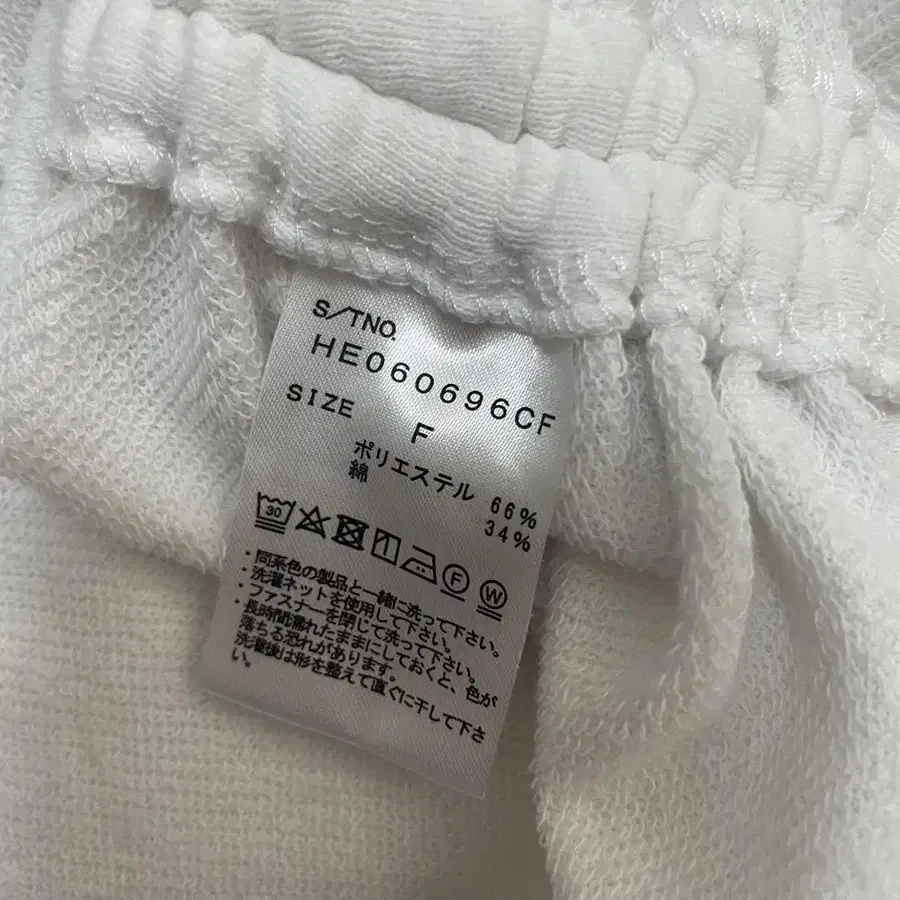 S/TNO.
HE060696CF
SIZE
F
ポリエステル 66%
綿 34%
30 F W
・同系色の製品と一緒に洗って下さい。
・洗濯ネットを使用して下さい。
・ファスナーを閉じて洗って下さい。
・長時間濡れたままにしておくと、色が
落ちる恐れがあります。
洗濯後は形を整えて直ぐに干して下さ
い。